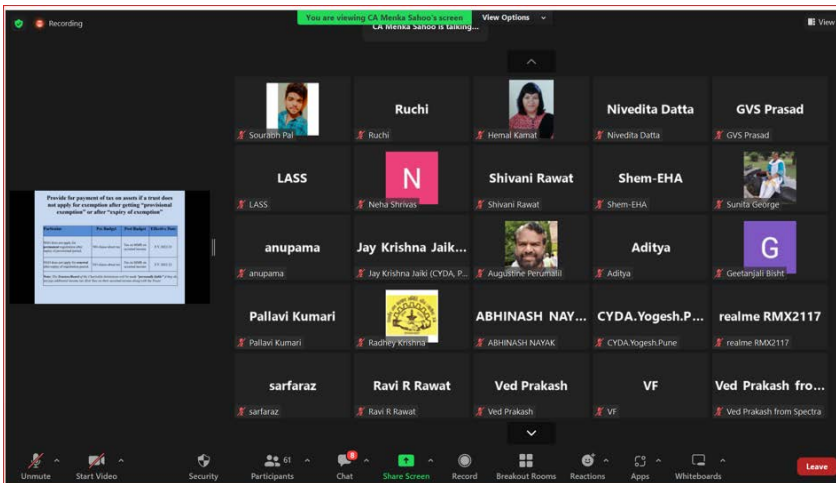 Recording
You are viewing CA Menka Sahoo's screen
View Options
View
CA Menka Sahoo is talking...
Sourabh Pal
Ruchi
Ruchi
Hemal Kamat
Nivedita Datta
Nivedita Datta
GVS Prasad
GVS Prasad
LASS
LASS
N
Neha Shrivas
Shivani Rawat
Shivani Rawat
Shem-EHA
Shem-EHA
Sunita George
Provide for payment of tax on assets if a trust does
not apply for exemption after getting "provisional
exemption" or after "expiry of exemption"
Particulars
Pre Budget
Post Budget
Effective Date
anupama
anupama
Jay Krishna Jaik...
Jay Krishna Jaiki (CYDA, P...
Augustine Perumalil
Aditya
Aditya
G
Geetanjali Bisht
Pallavi Kumari
Pallavi Kumari
Radhey Krishna
ABHINASH NAY...
ABHINASH NAYAK
CYDA.Yogesh.P...
CYDA.Yogesh.Pune
realme RMX2117
realme RMX2117
sarfaraz
sarfaraz
Ravi R Rawat
Ravi R Rawat
Ved Prakash
Ved Prakash
VF
VF
Ved Prakash fro...
Ved Prakash from Spectra
Unmute
Start Video
Security
61
Participants
8
Chat
Share Screen
Record
Breakout Rooms
Reactions
Apps
Whiteboards
Leave